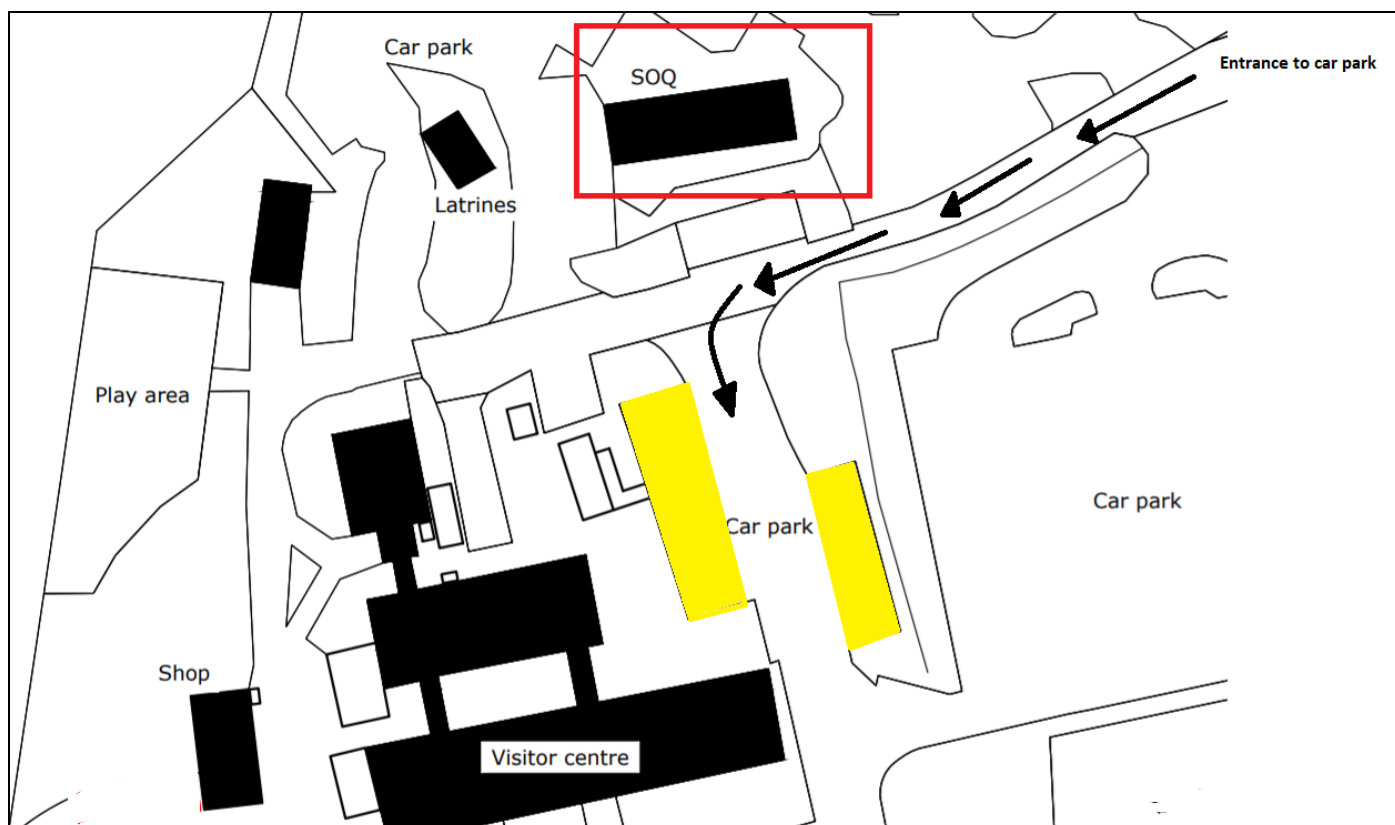 Car park
SOQ
Entrance to car park
Latrines
Play area
Car park
Car park
Shop
Visitor centre